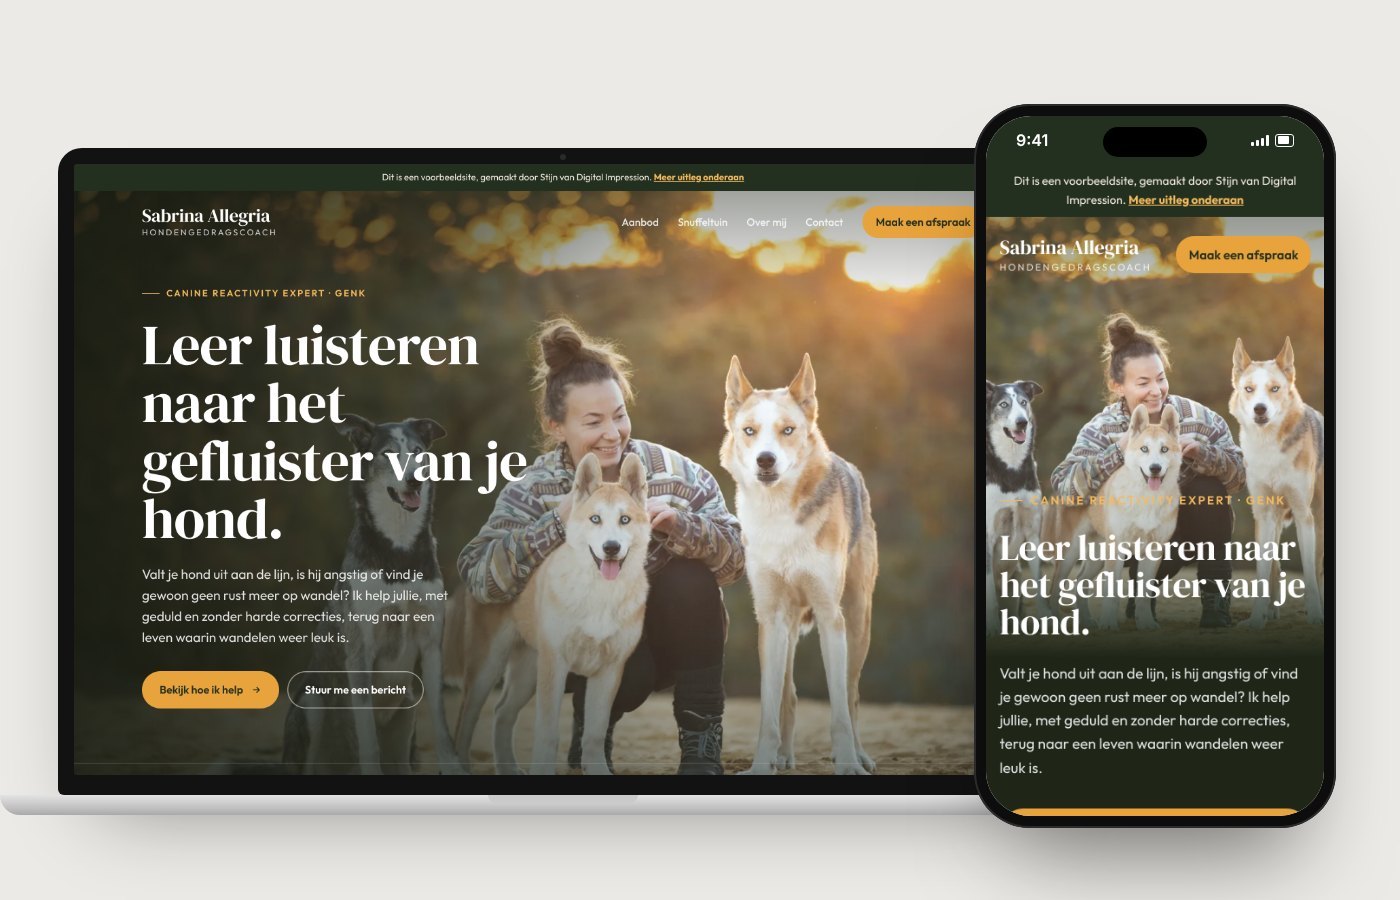 Dit is een voorbeeldsite, gemaakt door Stijn van Digital Impression. Meer uitleg onderaan
Sabrina Allegria
HONDENGEDRAGSCOACH
Aanbod Snuffeltuin Over mij Contact Maak een afspraak
CANINE REACTIVITY EXPERT · GENK
Leer luisteren
naar het
gefluister van je
hond.
Valt je hond uit aan de lijn, is hij angstig of vind je
gewoon geen rust meer op wandel? Ik help jullie, met
geduld en zonder harde correcties, terug naar een
leven waarin wandelen weer leuk is.
Bekijk hoe ik help → Stuur me een bericht
9:41
Dit is een voorbeeldsite, gemaakt door Stijn van Digital
Impression. Meer uitleg onderaan
Sabrina Allegria
HONDENGEDRAGSCOACH
Maak een afspraak
CANINE REACTIVITY EXPERT · GENK
Leer luisteren naar
het gefluister van je
hond.
Valt je hond uit aan de lijn, is hij angstig of vind
je gewoon geen rust meer op wandel? Ik help
jullie, met geduld en zonder harde correcties,
terug naar een leven waarin wandelen weer
leuk is.